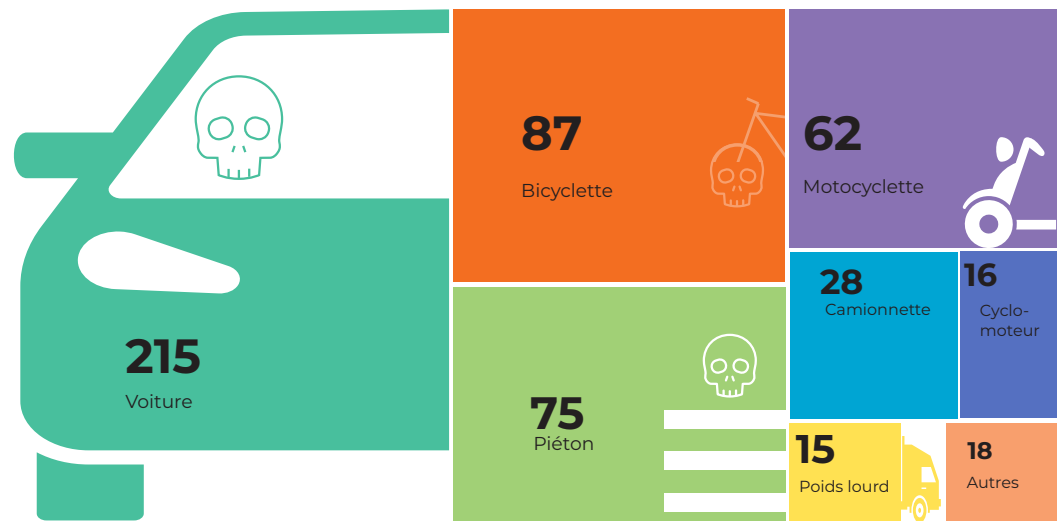 215
Voiture
87
Bicyclette
75
Piéton
62
Motocyclette
28
Camionnette
16
Cyclo-
moteur
15
Poids lourd
18
Autres